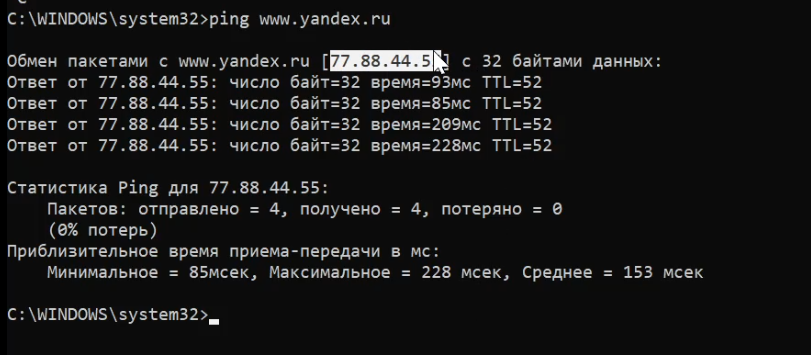 C:\WINDOWS\system32>ping www.yandex.ru
Обмен пакетами с www.yandex.ru [77.88.44.5 ] с 32 байтами данных:
Ответ от 77.88.44.55: число байт=32 время=93мс TTL=52
Ответ от 77.88.44.55: число байт=32 время=85мс TTL=52
Ответ от 77.88.44.55: число байт=32 время=209мс TTL=52
Ответ от 77.88.44.55: число байт=32 время=228мс TTL=52
Статистика Ping для 77.88.44.55:
Пакетов: отправлено = 4, получено = 4, потеряно = 0
(0% потерь)
Приблизительное время приема-передачи в мс:
Минимальное = 85мсек, Максимальное = 228 мсек, Среднее = 153 мсек
C:\WINDOWS\system32>